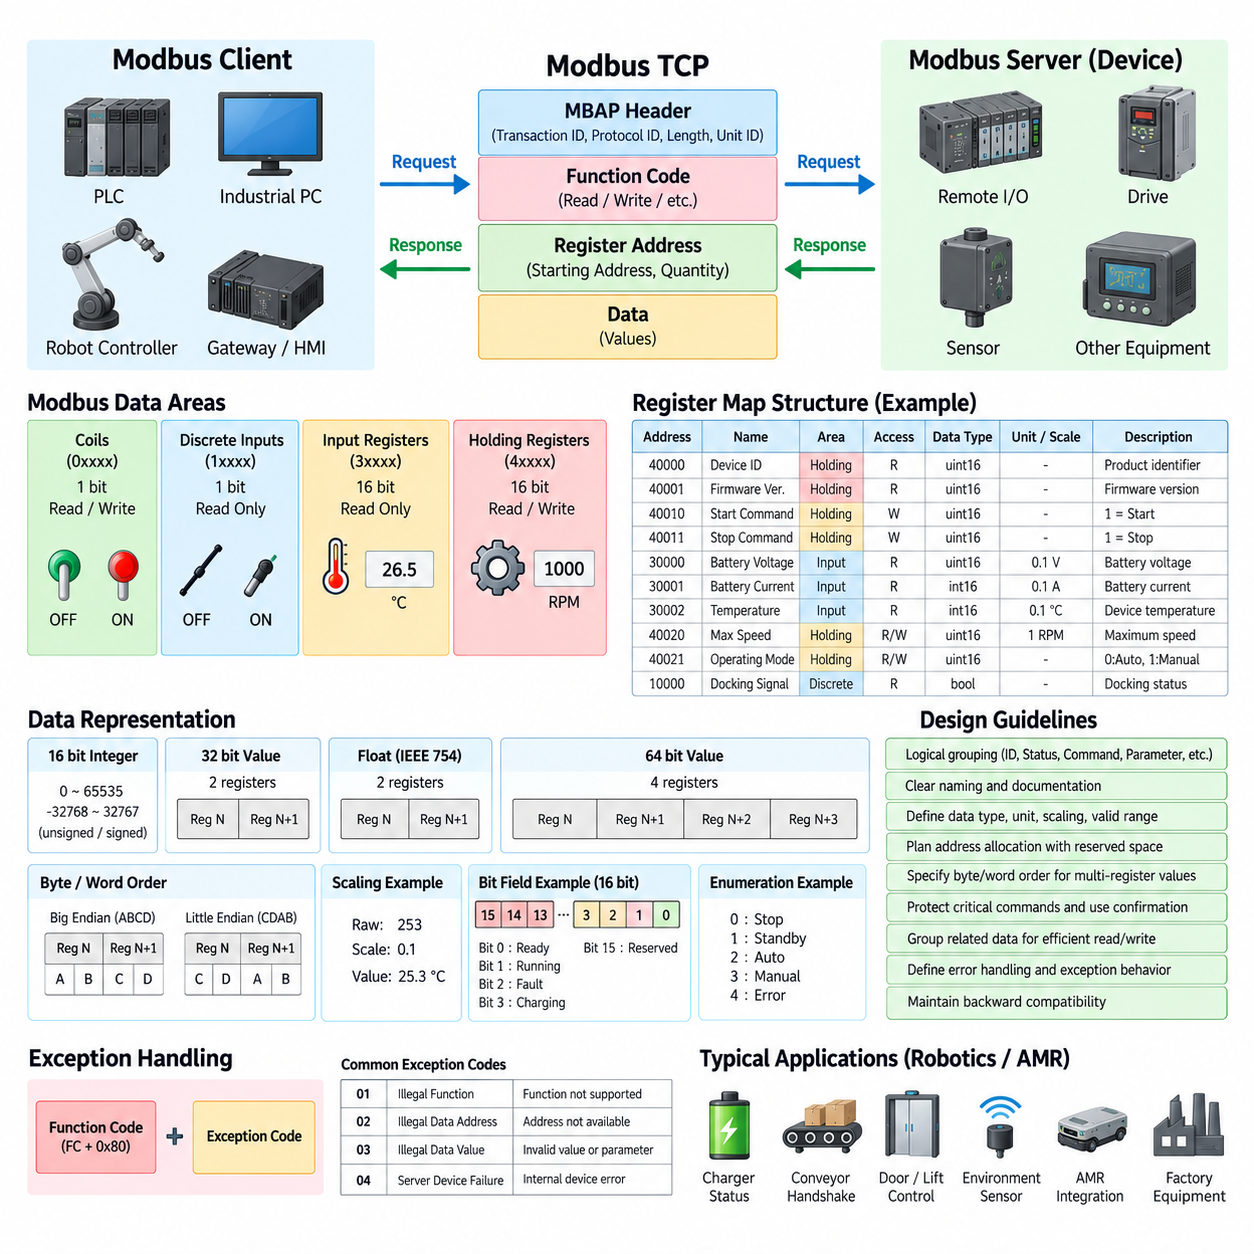 Modbus Client
PLC
Industrial PC
Robot Controller
Gateway / HMI
Request
Response
Modbus TCP
MBAP Header
(Transaction ID, Protocol ID, Length, Unit ID)
Function Code
(Read / Write / etc.)
Register Address
(Starting Address, Quantity)
Data
(Values)
Request
Response
Modbus Server (Device)
Remote I/O
Drive
Sensor
Other Equipment
Modbus Data Areas
Coils
(0xxxx)
1 bit
Read / Write
OFF ON
Discrete Inputs
(1xxxx)
1 bit
Read Only
OFF ON
Input Registers
(3xxxx)
16 bit
Read Only
26.5
°C
Holding Registers
(4xxxx)
16 bit
Read / Write
1000
RPM
Register Map Structure (Example)
Address Name Area Access Data Type Unit / Scale Description
40000 Device ID Holding R uint16 - Product identifier
40001 Firmware Ver. Holding R uint16 - Firmware version
40010 Start Command Holding W uint16 - 1 = Start
40011 Stop Command Holding W uint16 - 1 = Stop
30000 Battery Voltage Input R uint16 0.1 V Battery voltage
30001 Battery Current Input R int16 0.1 A Battery current
30002 Temperature Input R int16 0.1 °C Device temperature
40020 Max Speed Holding R/W uint16 1 RPM Maximum speed
40021 Operating Mode Holding R/W uint16 - 0:Auto, 1:Manual
10000 Docking Signal Discrete R bool - Docking status
Data Representation
16 bit Integer
0 ~ 65535
-32768 ~ 32767
(unsigned / signed)
32 bit Value
2 registers
Reg N Reg N+1
Float (IEEE 754)
2 registers
Reg N Reg N+1
64 bit Value
4 registers
Reg N Reg N+1 Reg N+2 Reg N+3
Byte / Word Order
Big Endian (ABCD)
Reg N Reg N+1
A B C D
Little Endian (CDAB)
Reg N Reg N+1
C D A B
Scaling Example
Raw: 253
Scale: 0.1
Value: 25.3 °C
Bit Field Example (16 bit)
15 14 13 ... 3 2 1 0
Bit 0 : Ready
Bit 1 : Running
Bit 2 : Fault
Bit 3 : Charging
Bit 15 : Reserved
Enumeration Example
0 : Stop
1 : Standby
2 : Auto
3 : Manual
4 : Error
Design Guidelines
Logical grouping (ID, Status, Command, Parameter, etc.)
Clear naming and documentation
Define data type, unit, scaling, valid range
Plan address allocation with reserved space
Specify byte/word order for multi-register values
Protect critical commands and use confirmation
Group related data for efficient read/write
Define error handling and exception behavior
Maintain backward compatibility
Exception Handling
Function Code
(FC + 0x80)
+
Exception Code
Common Exception Codes
01 Illegal Function Function not supported
02 Illegal Data Address Address not available
03 Illegal Data Value Invalid value or parameter
04 Server Device Failure Internal device error
Typical Applications (Robotics / AMR)
Charger
Status
Conveyor
Handshake
Door / Lift
Control
Environment
Sensor
AMR
Integration
Factory
Equipment